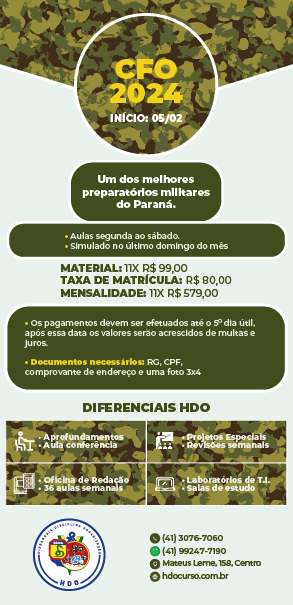 CFO
2024
INÍCIO: 05/02
Um dos melhores
preparatórios militares
do Paraná.
• Aulas segunda ao sábado.
• Simulado no último domingo do mês
MATERIAL: 11X R$ 99,00
TAXA DE MATRÍCULA: R$ 80,00
MENSALIDADE: 11X R$ 579,00
• Os pagamentos devem ser efetuados até o 5º dia útil,
após essa data os valores serão acrescidos de multas e
juros.
• Documentos necessários: RG, CPF,
comprovante de endereço e uma foto 3x4
DIFERENCIAIS HDO
• Aprofundamentos
• Aula conferência
• Projetos Especiais
• Revisões semanais
• Oficina de Redação
• 36 aulas semanais
• Laboratórios de T.I.
• Salas de estudo
HIERARQUIA DISCIPLINA ORGANIZAÇÃO
HDO
(41) 3076-7060
(41) 99247-7190
Mateus Leme, 158, Centro
hdocurso.com.br